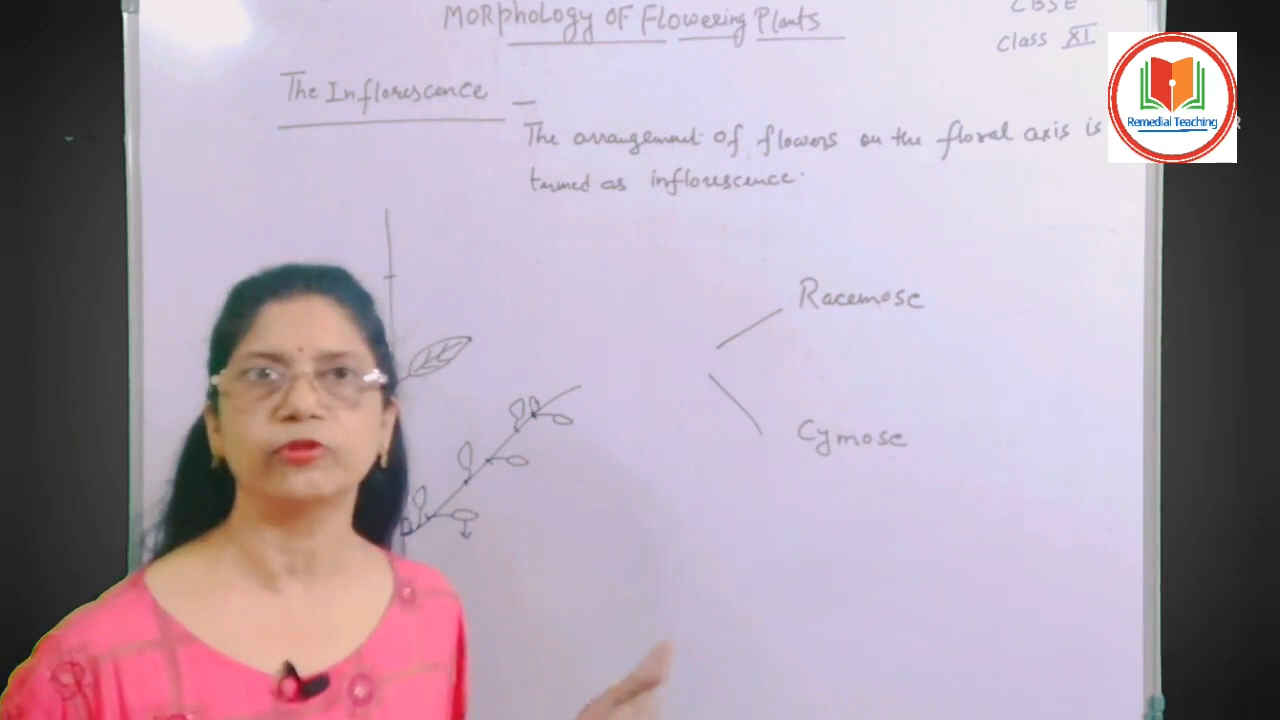 MORphology OF Flowering Plants
CBSE
Class XI
The Inflorescence —
The arrangement of flowers on the floral axis is
termed as inflorescence.
Racemose
Cymose
Remedial Teaching
R